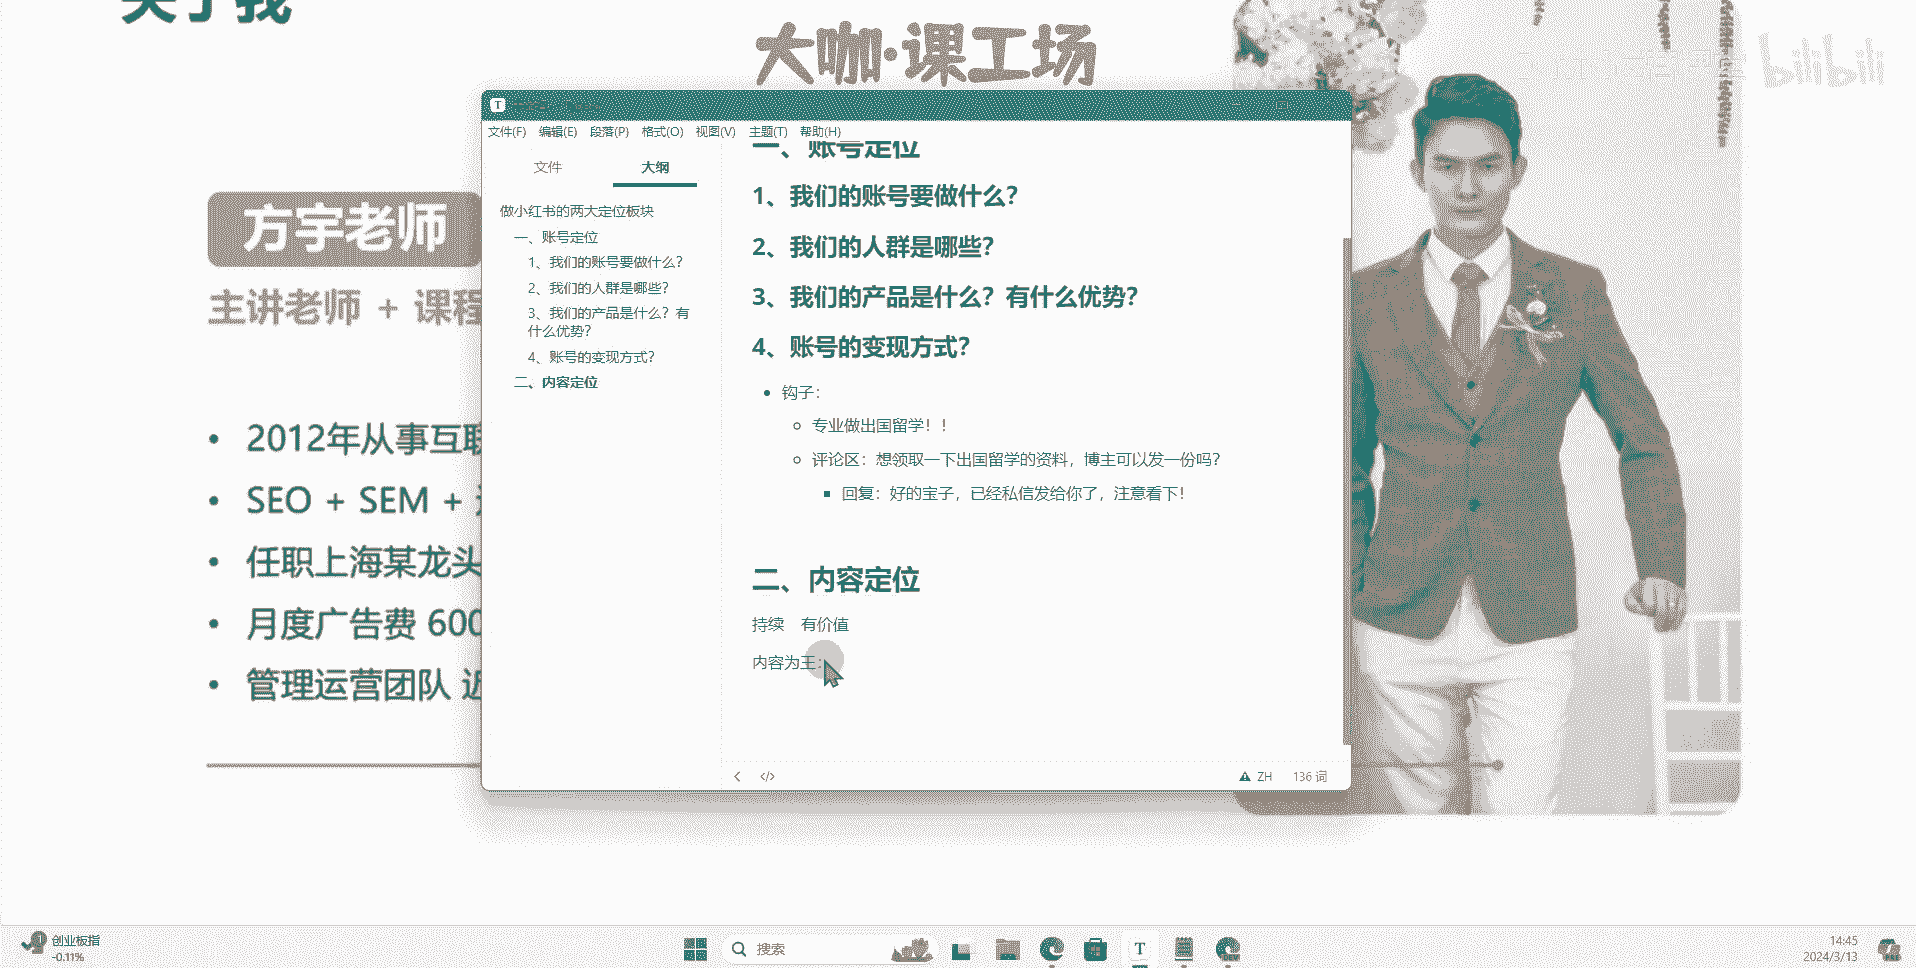 关于我
大咖·课工场
bilibili
方宇老师
主讲老师 + 课程
2012年从事互联
SEO + SEM +
任职上海某龙头
月度广告费 600
管理运营团队 近
T
文件(F) 编辑(E) 段落(P) 格式(O) 视图(V) 主题(T) 帮助(H)
文件 大纲
做小红书的两大定位板块
一、账号定位
1、我们的账号要做什么?
2、我们的人群是哪些?
3、我们的产品是什么? 有
什么优势?
4、账号的变现方式?
二、内容定位
一、账号定位
1、我们的账号要做什么?
2、我们的人群是哪些?
3、我们的产品是什么? 有什么优势?
4、账号的变现方式?
钩子:
专业做出国留学! !
评论区: 想领取一下出国留学的资料, 博主可以发一份吗?
回复: 好的宝子, 已经私信发给你了, 注意看下!
二、内容定位
持续 有价值
内容为王:
</> ZH 136 词
创业板指
-0.11%
搜索
T
14:45
2024/3/13